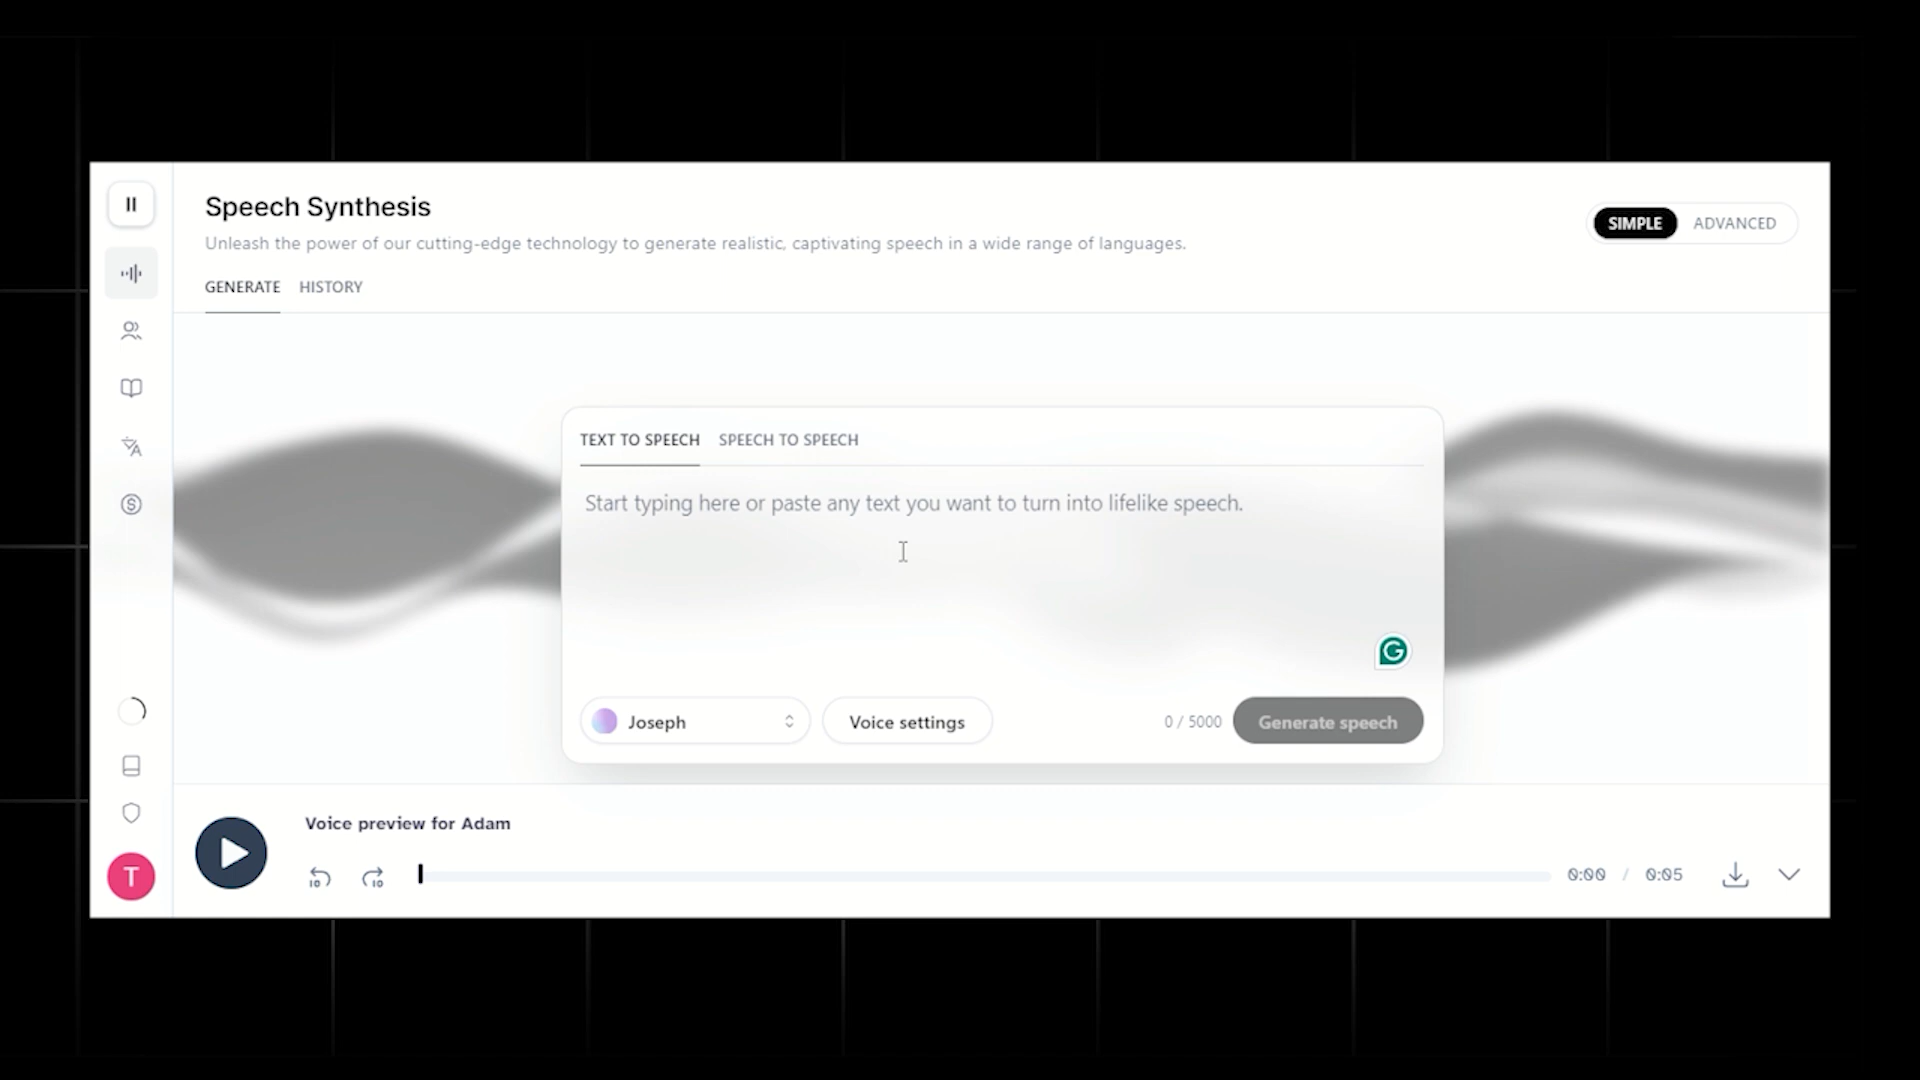 Speech Synthesis
SIMPLE ADVANCED
Unleash the power of our cutting-edge technology to generate realistic, captivating speech in a wide range of languages.
GENERATE HISTORY
TEXT TO SPEECH SPEECH TO SPEECH
Start typing here or paste any text you want to turn into lifelike speech.
Joseph Voice settings 0 / 5000 Generate speech
Voice preview for Adam
10 10 0:00 / 0:05
T